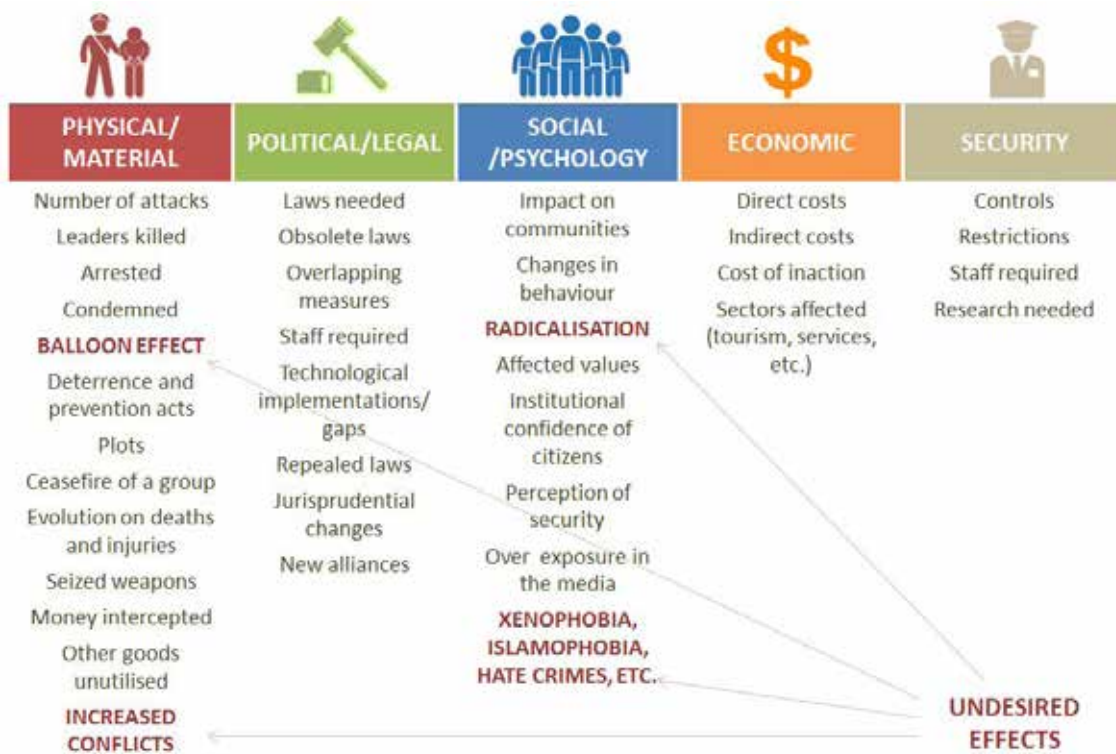 PHYSICAL/
MATERIAL
Number of attacks
Leaders killed
Arrested
Condemned
BALLOON EFFECT
Deterrence and
prevention acts
Plots
Ceasefire of a group
Evolution on deaths
and injuries
Seized weapons
Money intercepted
Other goods
unutilised
INCREASED
CONFLICTS
POLITICAL/LEGAL
Laws needed
Obsolete laws
Overlapping
measures
Staff required
Technological
implementations/
gaps
Repealed laws
Jurisprudential
changes
New alliances
SOCIAL
/PSYCHOLOGY
Impact on
communities
Changes in
behaviour
RADICALISATION
Affected values
Institutional
confidence of
citizens
Perception of
security
Over exposure in
the media
XENOPHOBIA,
ISLAMOPHOBIA,
HATE CRIMES, ETC.
ECONOMIC
Direct costs
Indirect costs
Cost of inaction
Sectors affected
(tourism, services,
etc.)
SECURITY
Controls
Restrictions
Staff required
Research needed
UNDESIRED
EFFECTS